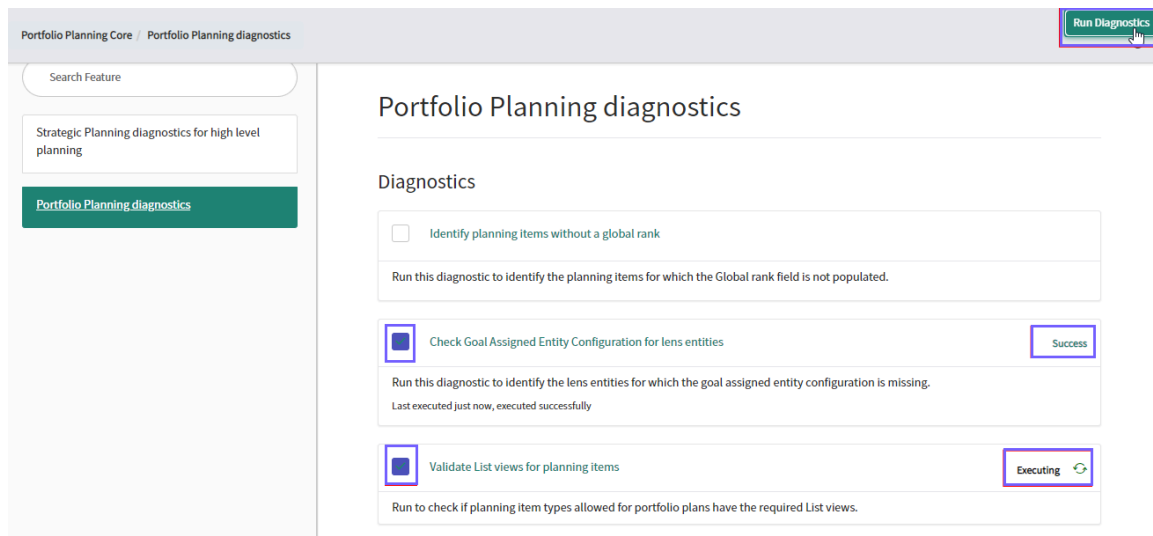 Portfolio Planning Core / Portfolio Planning diagnostics
Run Diagnostics
Search Feature
Strategic Planning diagnostics for high level
planning
Portfolio Planning diagnostics
Portfolio Planning diagnostics
Diagnostics
Identify planning items without a global rank
Run this diagnostic to identify the planning items for which the Global rank field is not populated.
Check Goal Assigned Entity Configuration for lens entities
Success
Run this diagnostic to identify the lens entities for which the goal assigned entity configuration is missing.
Last executed just now, executed successfully
Validate List views for planning items
Executing
Run to check if planning item types allowed for portfolio plans have the required List views.